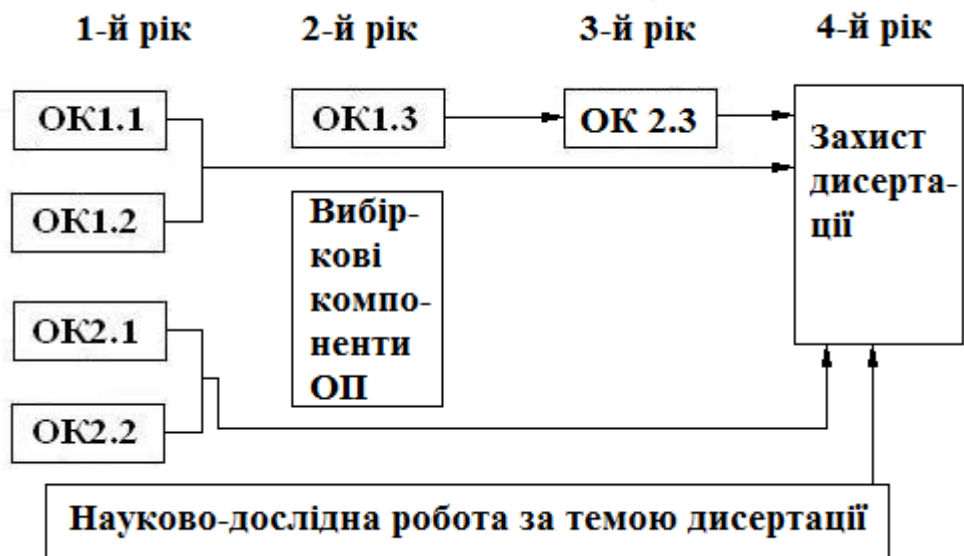 1-й рік 2-й рік 3-й рік 4-й рік
ОК1.1 ОК1.3 ОК 2.3
Захист
дисерта-
ції
ОК1.2
Вибір-
кові
компо-
ненти
ОП
ОК2.1
ОК2.2
Науково-дослідна робота за темою дисертації